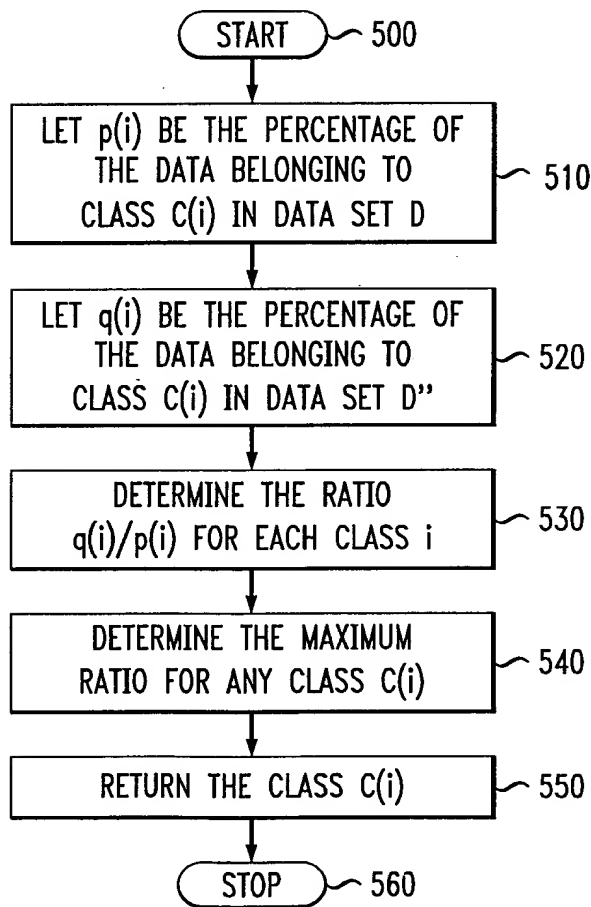 START
500
LET p(i) BE THE PERCENTAGE OF
THE DATA BELONGING TO
CLASS C(i) IN DATA SET D
510
LET q(i) BE THE PERCENTAGE OF
THE DATA BELONGING TO
CLASS C(i) IN DATA SET D''
520
DETERMINE THE RATIO
q(i)/p(i) FOR EACH CLASS i
530
DETERMINE THE MAXIMUM
RATIO FOR ANY CLASS C(i)
540
RETURN THE CLASS C(i)
550
STOP
560